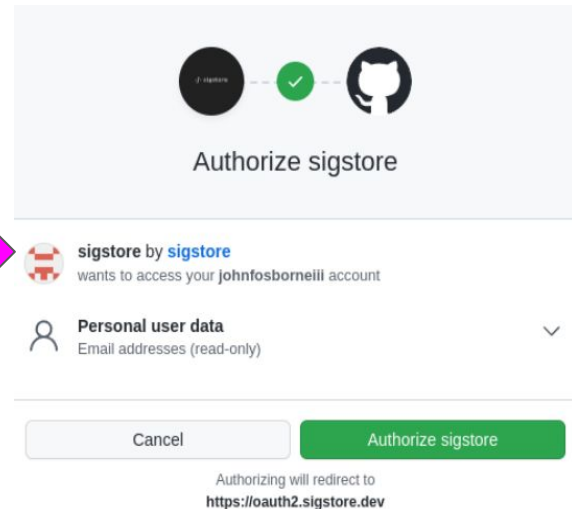 sigstore
Authorize sigstore
sigstore by sigstore
wants to access your johnfosborneiii account
Personal user data
Email addresses (read-only)
Cancel
Authorize sigstore
Authorizing will redirect to
https://oauth2.sigstore.dev